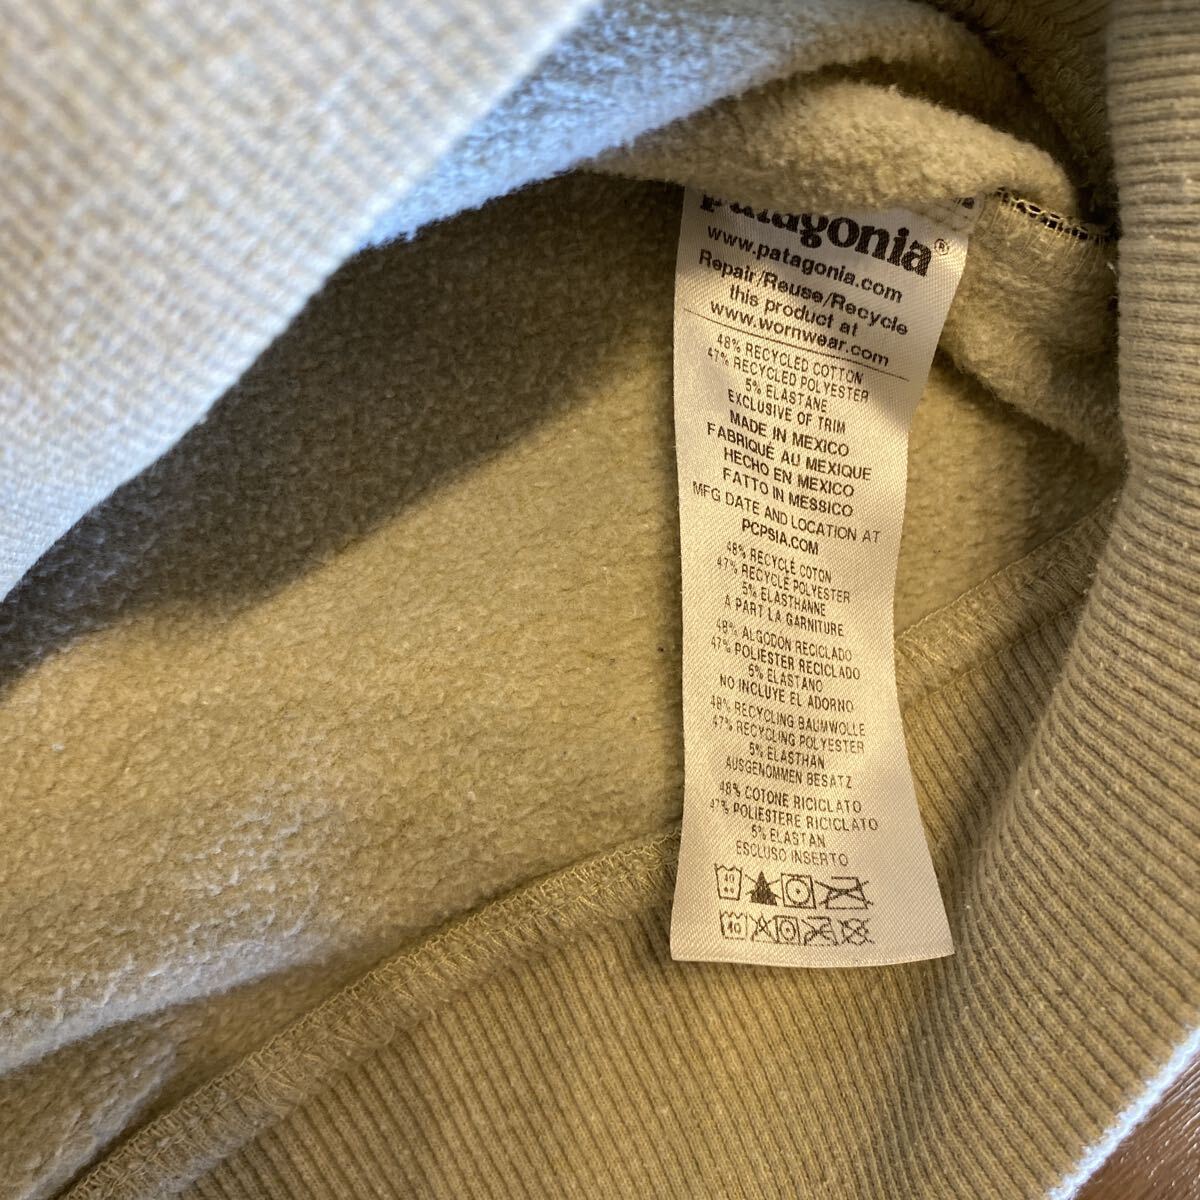 patagonia®
www.patagonia.com
Repair/Reuse/Recycle
this product at
www.wornwear.com
48% RECYCLED COTTON
47% RECYCLED POLYESTER
5% ELASTANE
EXCLUSIVE OF TRIM
MADE IN MEXICO
FABRIQUÉ AU MEXIQUE
HECHO EN MEXICO
FATTO IN MESSICO
MFG DATE AND LOCATION AT
PCPSIA.COM
48% RECYCLÉ COTON
47% RECYCLÉ POLYESTER
5% ELASTHANNE
A PART LA GARNITURE
48% ALGODON RECICLADO
47% POLIESTER RECICLADO
5% ELASTANO
NO INCLUYE EL ADORNO
48% RECYCLING BAUMWOLLE
47% RECYCLING POLYESTER
5% ELASTHAN
AUSGENOMMEN BESATZ
48% COTONE RICICLATO
47% POLIESTERE RICICLATO
5% ELASTAN
ESCLUSO INSERTO
40
40